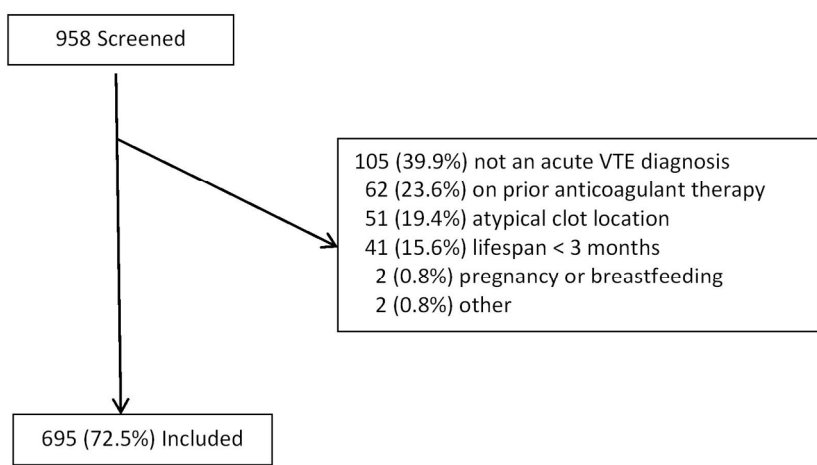 958 Screened
105 (39.9%) not an acute VTE diagnosis
62 (23.6%) on prior anticoagulant therapy
51 (19.4%) atypical clot location
41 (15.6%) lifespan < 3 months
2 (0.8%) pregnancy or breastfeeding
2 (0.8%) other
695 (72.5%) Included